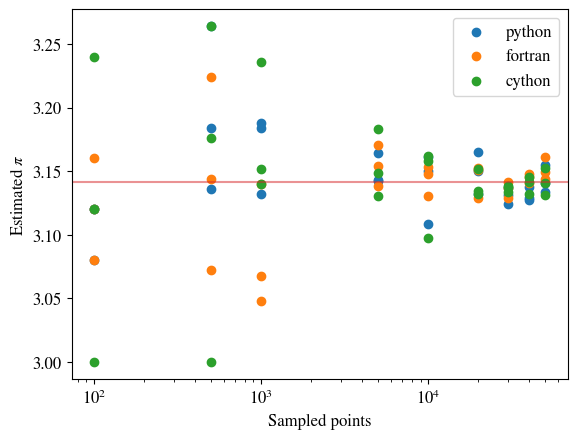 python
fortran
cython
Estimated π
3.25
3.20
3.15
3.10
3.05
3.00
10² 10³ 10⁴
Sampled points